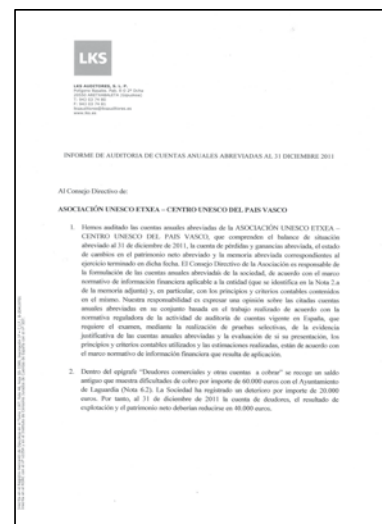 LKS
LKS AUDITORES, S. L. P.
INFORME DE AUDITORIA DE CUENTAS ANUALES ABREVIADAS AL 31 DICIEMBRE 2011
Al Consejo Directivo de:
ASOCIACIÓN UNESCO ETXEA – CENTRO UNESCO DEL PAIS VASCO
1. Hemos auditado las cuentas anuales abreviadas de la ASOCIACIÓN UNESCO ETXEA –
CENTRO UNESCO DEL PAIS VASCO, que comprenden el balance de situación
abreviado al 31 de diciembre de 2011, la cuenta de pérdidas y ganancias abreviada, el estado
de cambios en el patrimonio neto abreviado y la memoria abreviada correspondientes al
ejercicio terminado en dicha fecha. El Consejo Directivo de la Asociación es responsable de
la formulación de las cuentas anuales abreviadas de la sociedad, de acuerdo con el marco
normativo de información financiera aplicable a la entidad (que se identifica en la Nota 2.a
de la memoria adjunta) y, en particular, con los principios y criterios contables contenidos
en el mismo. Nuestra responsabilidad es expresar una opinión sobre las citadas cuentas
anuales abreviadas en su conjunto basada en el trabajo realizado de acuerdo con la
normativa reguladora de la actividad de auditoría de cuentas vigente en España, que
requiere el examen, mediante la realización de pruebas selectivas, de la evidencia
justificativa de las cuentas anuales abreviadas y la evaluación de si su presentación, los
principios y criterios contables utilizados y las estimaciones realizadas, están de acuerdo con
el marco normativo de información financiera que resulta de aplicación.
2. Dentro del epígrafe "Deudores comerciales y otras cuentas a cobrar" se recoge un saldo
antiguo que muestra dificultades de cobro por importe de 60.000 euros con el Ayuntamiento
de Laguardia (Nota 6.2). La Sociedad ha registrado un deterioro por importe de 20.000
euros. Por tanto, al 31 de diciembre de 2011 la cuenta de deudores, el resultado de
explotación y el patrimonio neto deberían reducirse en 40.000 euros.